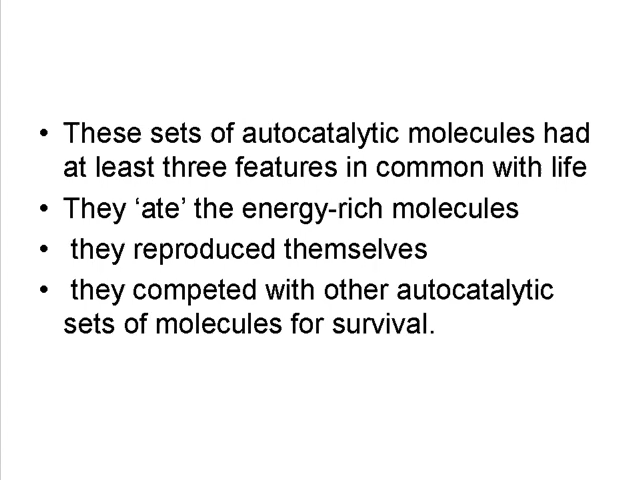 • These sets of autocatalytic molecules had
at least three features in common with life
• They ‘ate’ the energy-rich molecules
• they reproduced themselves
• they competed with other autocatalytic
sets of molecules for survival.